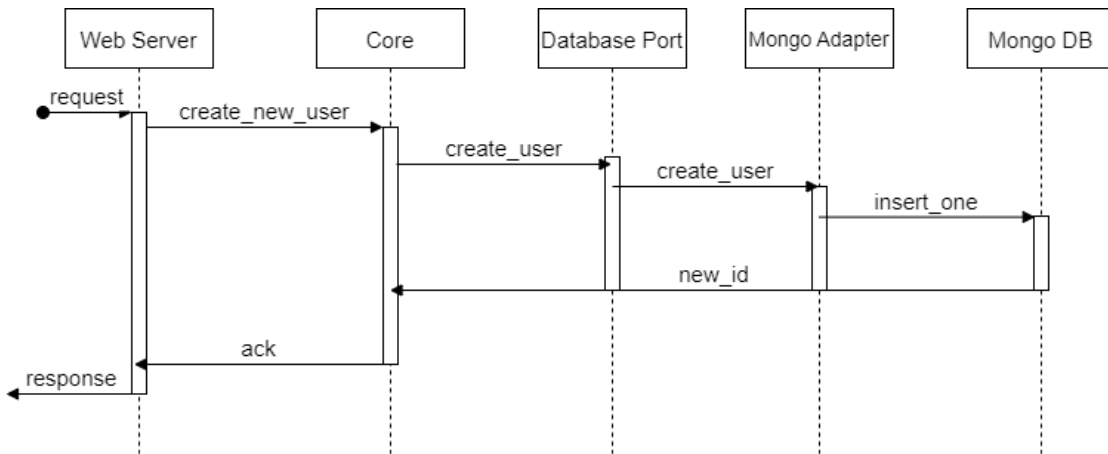 Web Server
Core
Database Port
Mongo Adapter
Mongo DB
request
create_new_user
create_user
create_user
insert_one
new_id
ack
response